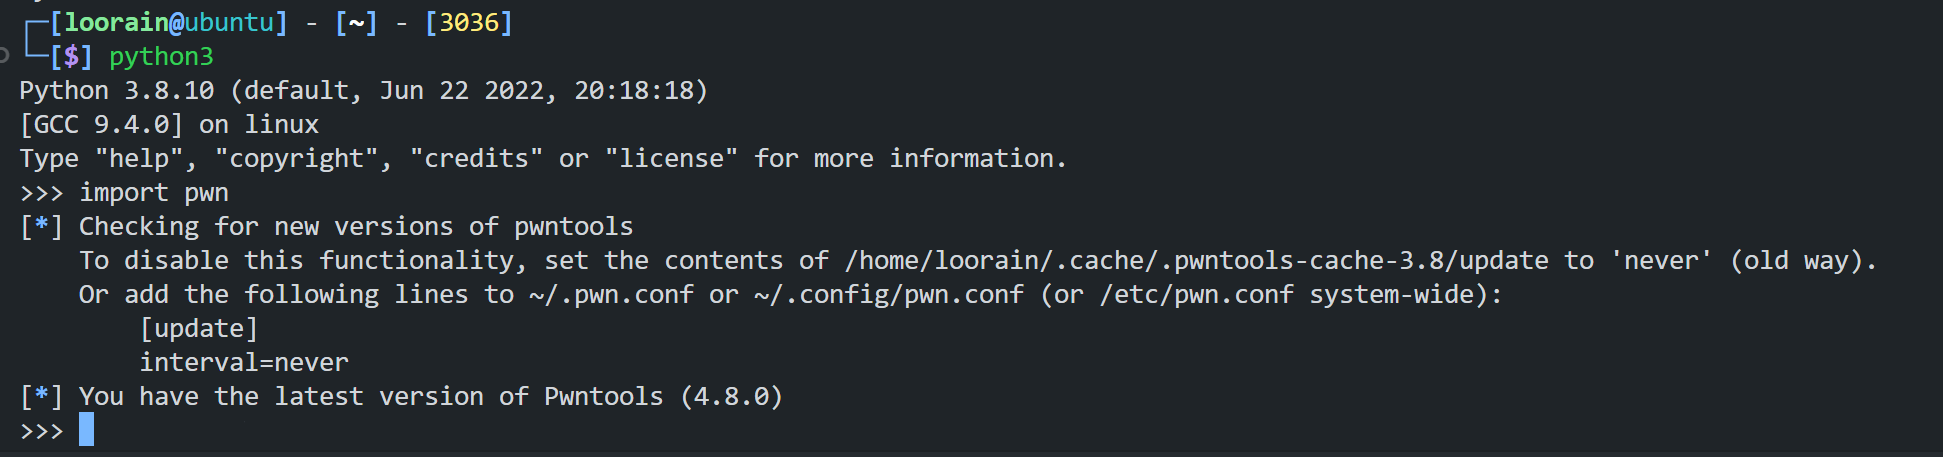 ┌─[loorain@ubuntu] - [~] - [3036]
└─[$] python3
Python 3.8.10 (default, Jun 22 2022, 20:18:18)
[GCC 9.4.0] on linux
Type "help", "copyright", "credits" or "license" for more information.
>>> import pwn
[*] Checking for new versions of pwntools
    To disable this functionality, set the contents of /home/loorain/.cache/.pwntools-cache-3.8/update to 'never' (old way).
    Or add the following lines to ~/.pwn.conf or ~/.config/pwn.conf (or /etc/pwn.conf system-wide):
        [update]
        interval=never
[*] You have the latest version of Pwntools (4.8.0)
>>>